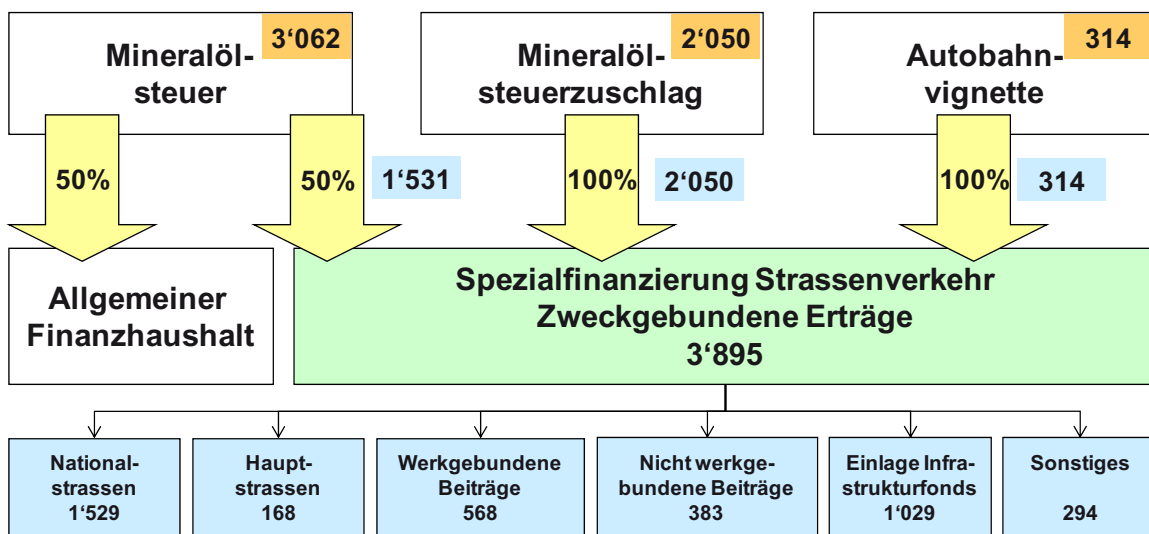 3‘062
Mineralöl-
steuer
2‘050
Mineralöl-
steuerzuschlag
314
Autobahn-
vignette
50%
50%
1‘531
100%
2‘050
100%
314
Allgemeiner
Finanzhaushalt
Spezialfinanzierung Strassenverkehr
Zweckgebundene Erträge
3‘895
National-
strassen
1‘529
Haupt-
strassen
168
Werkgebundene
Beiträge
568
Nicht werkge-
bundene Beiträge
383
Einlage Infra-
strukturfonds
1‘029
Sonstiges
294